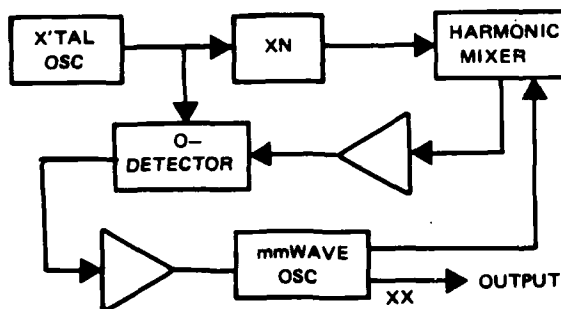 X'TAL
OSC
XN
HARMONIC
MIXER
O–
DETECTOR
mmWAVE
OSC
XX
OUTPUT